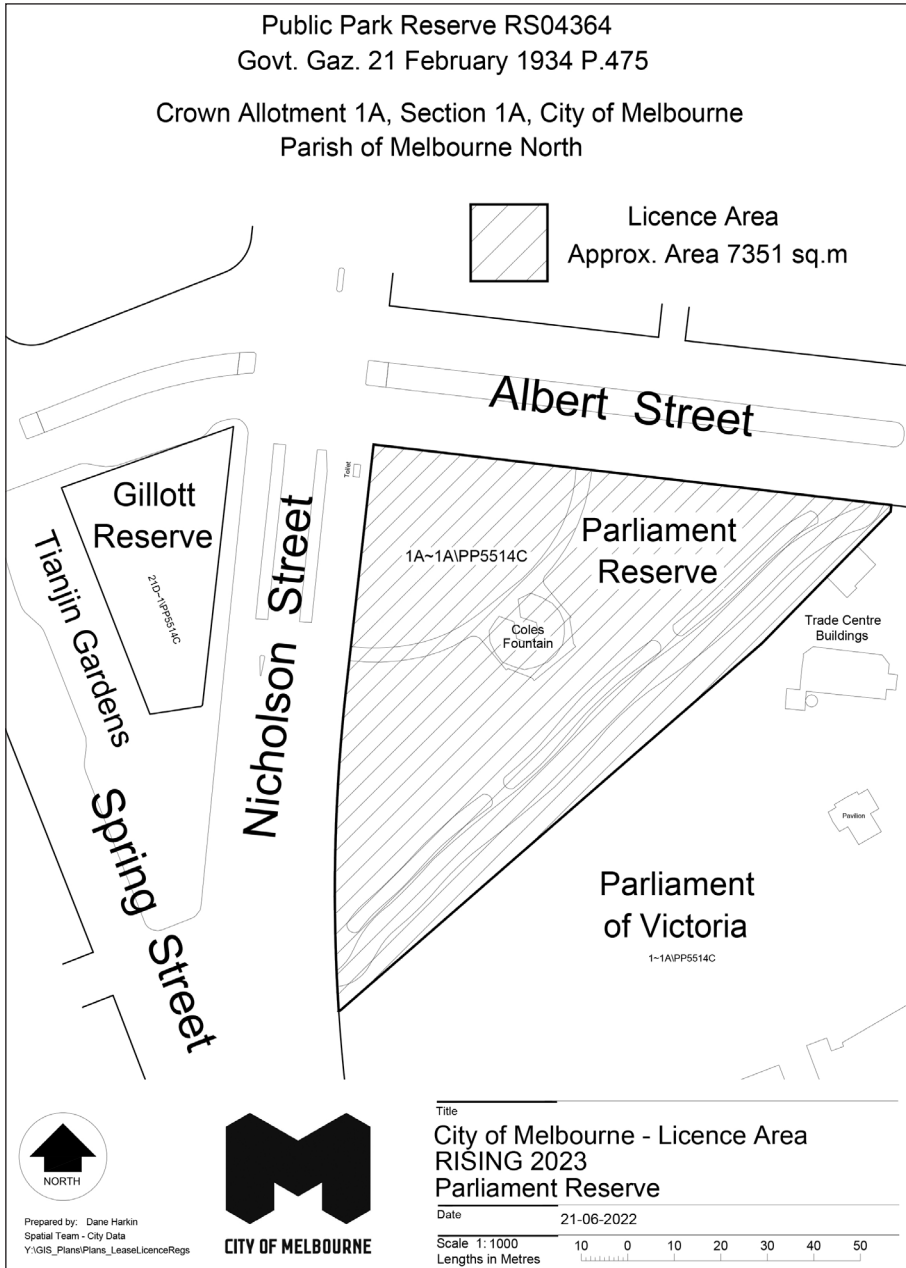 Public Park Reserve RS04364
Govt. Gaz. 21 February 1934 P.475
Crown Allotment 1A, Section 1A, City of Melbourne
Parish of Melbourne North
Licence Area
Approx. Area 7351 sq.m
Albert Street
Gillott
Reserve
21D~1\PP5514C
Tianjin Gardens
Spring Street
Nicholson Street
Toilet
1A~1A\PP5514C
Parliament
Reserve
Coles
Fountain
Trade Centre
Buildings
Pavilion
Parliament
of Victoria
1~1A\PP5514C
NORTH
Prepared by: Dane Harkin
Spatial Team - City Data
Y:\GIS_Plans\Plans_LeaseLicenceRegs
CITY OF MELBOURNE
Title
City of Melbourne - Licence Area
RISING 2023
Parliament Reserve
Date 21-06-2022
Scale 1: 1000
Lengths in Metres
10 0 10 20 30 40 50